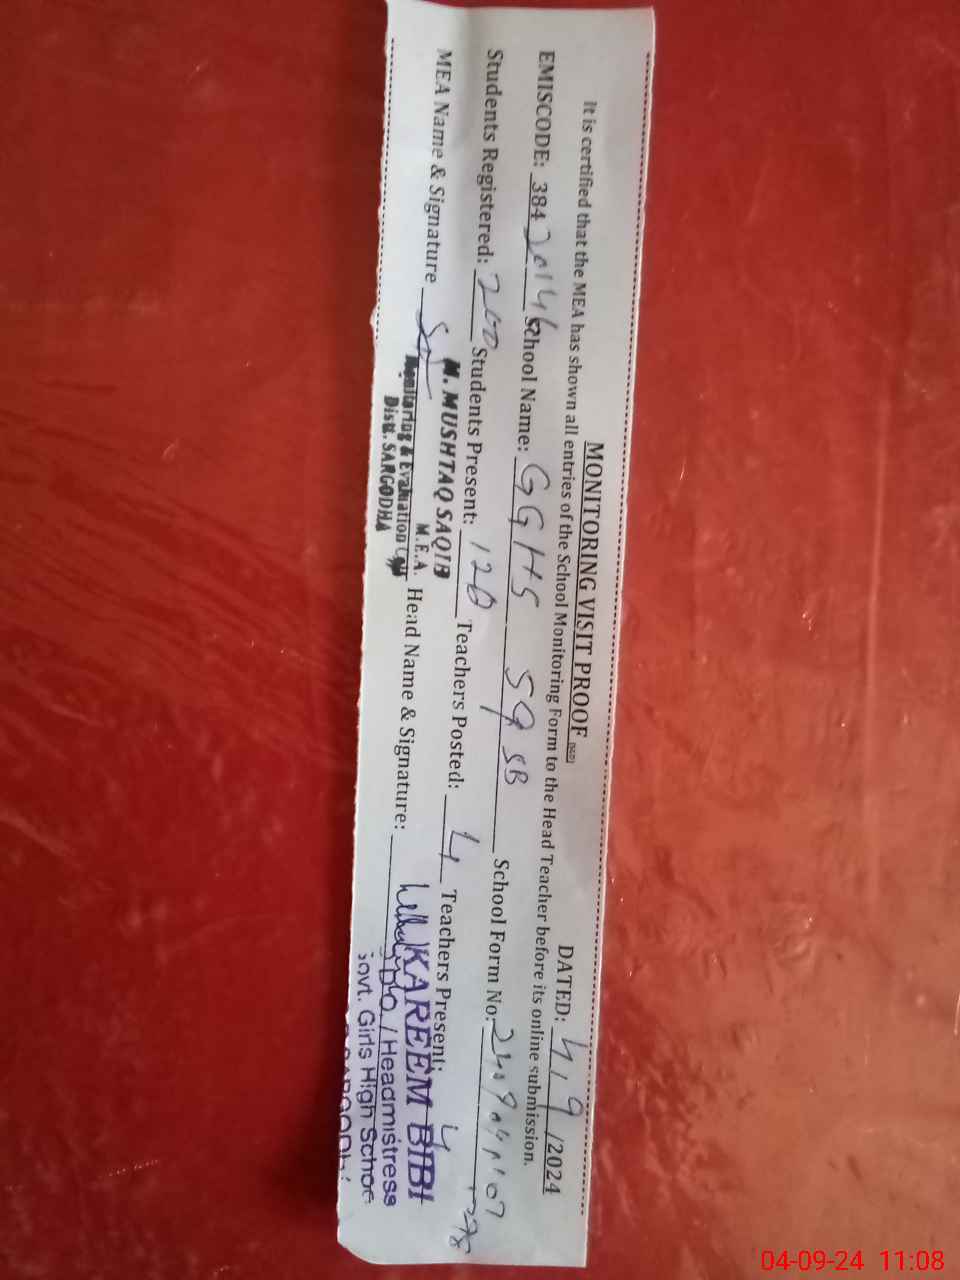 MONITORING VISIT PROOF
DATED: 4/9/2024
It is certified that the MEA has shown all entries of the School Monitoring Form to the Head Teacher before its online submission.
EMISCODE: 38420146 School Name: GGHS 59 SB School Form No:
Students Registered: 200 Students Present: 120 Teachers Posted: 4 Teachers Present: 4
MEA Name & Signature Head Name & Signature:
M. MUSHTAQ SAQIB
M.E.A.
Monitoring & Evaluation
Distt. SARGODHA
KAREEM BIBI
/ Headmistress
Govt. Girls High School
04-09-24 11:08